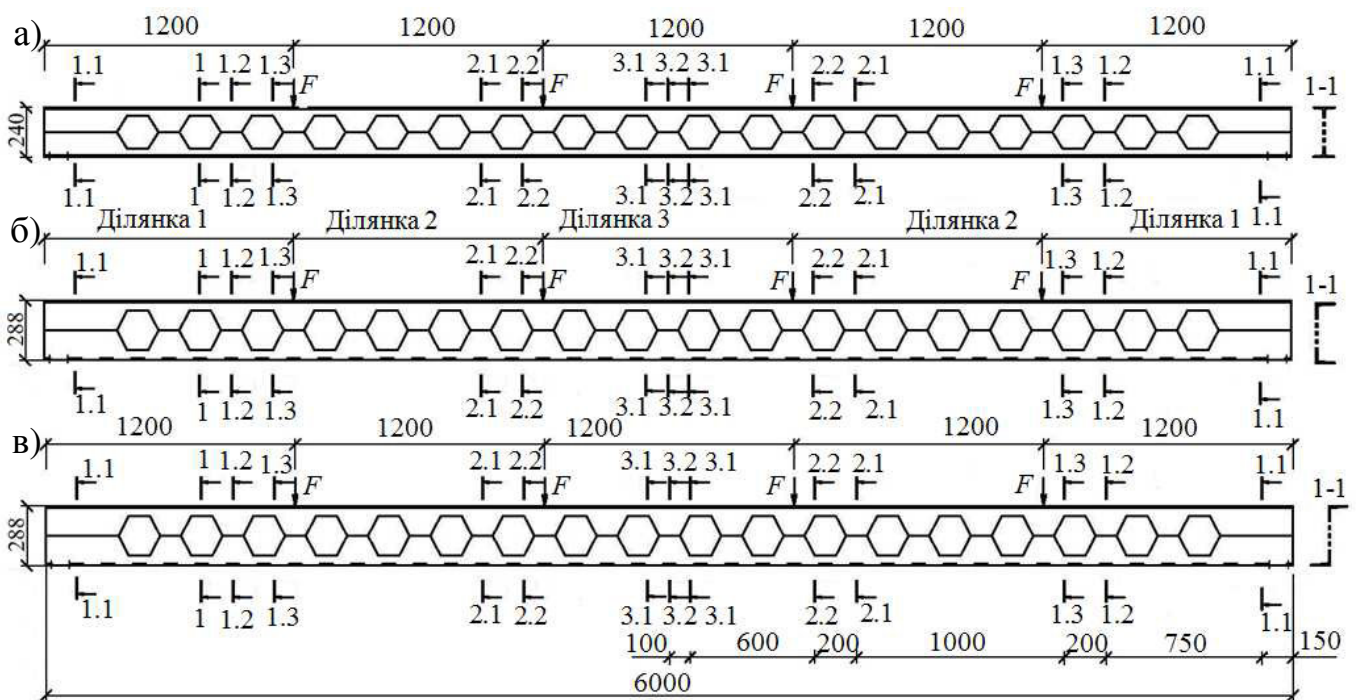 а) 1200 1200 1200 1200 1200
1.1 1 1.2 1.3 F 2.1 2.2 F 3.1 3.2 3.1 F 2.2 2.1 F 1.3 1.2 1.1 1-1
240
1.1 1 1.2 1.3 2.1 2.2 3.1 3.2 3.1 2.2 2.1 1.3 1.2 1.1
б) Ділянка 1 Ділянка 2 Ділянка 3 Ділянка 2 Ділянка 1
1.1 1 1.2 1.3 F 2.1 2.2 F 3.1 3.2 3.1 F 2.2 2.1 F 1.3 1.2 1.1 1-1
288
1.1 1 1.2 1.3 2.1 2.2 3.1 3.2 3.1 2.2 2.1 1.3 1.2 1.1
в) 1200 1200 1200 1200 1200
1.1 1 1.2 1.3 F 2.1 2.2 F 3.1 3.2 3.1 F 2.2 2.1 F 1.3 1.2 1.1 1-1
288
1.1 1 1.2 1.3 2.1 2.2 3.1 3.2 3.1 2.2 2.1 1.3 1.2 1.1
100 600 200 1000 200 750 150
6000